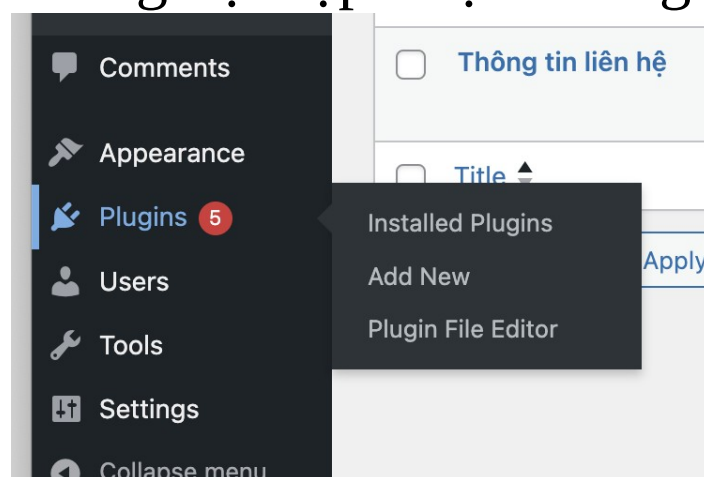 Comments
Thông tin liên hệ
Appearance
Title
Plugins 5
Installed Plugins
Apply
Add New
Users
Plugin File Editor
Tools
Settings
Collapse menu